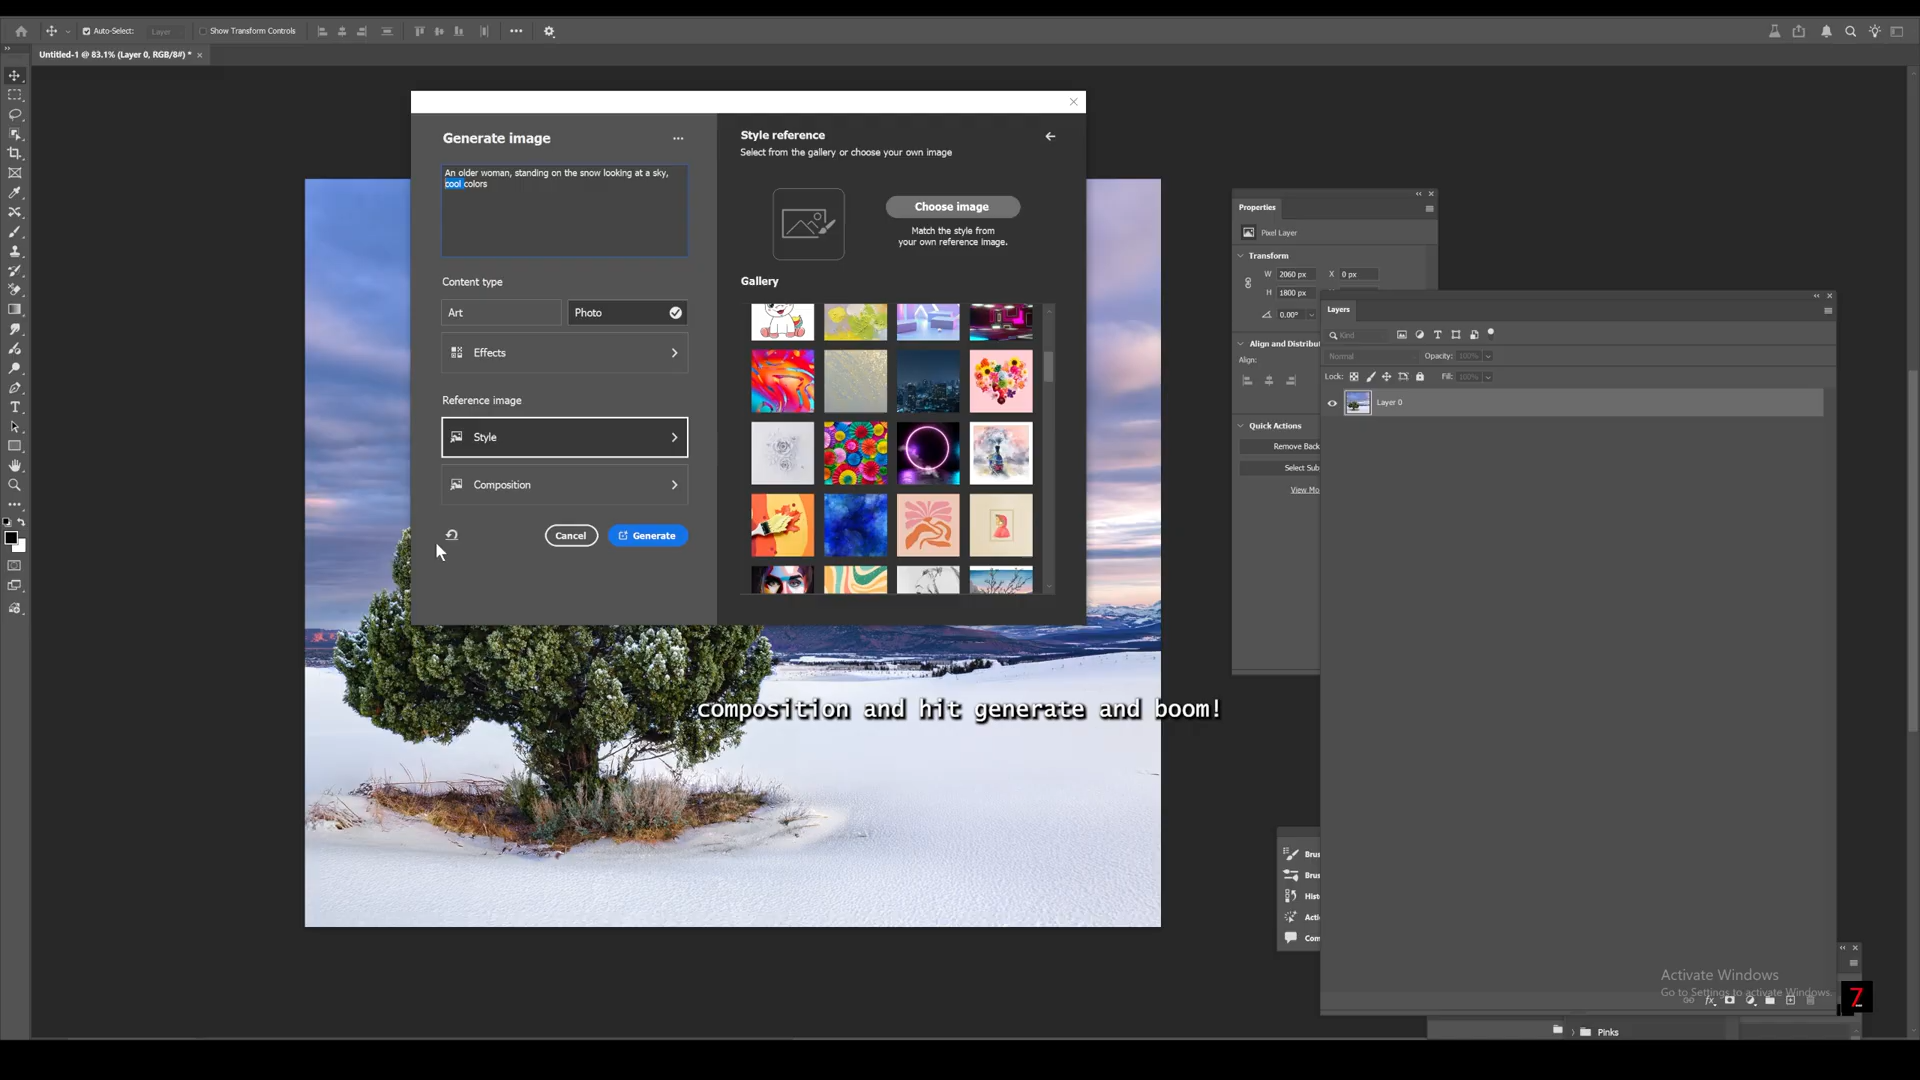 Auto-Select:
Layer
Show Transform Controls
Untitled-1 @ 83.1% (Layer 0, RGB/8#) *
Generate image
An older woman, standing on the snow looking at a sky,
cool colors
Content type
Art
Photo
Effects
Reference image
Style
Composition
Cancel
Generate
Style reference
Select from the gallery or choose your own image
Choose image
Match the style from
your own reference image.
Gallery
composition and hit generate and boom!
Properties
Pixel Layer
Transform
W 2060 px X 0 px
H 1800 px
0.00°
Align and Distribu
Align:
Quick Actions
Remove Back
Select Sub
View Mo
Layers
Kind
Normal
Opacity: 100%
Lock:
Fill: 100%
Layer 0
Brus
Brus
Hist
Acti
Com
Activate Windows
Go to Settings to activate Windows.
Z
Pinks